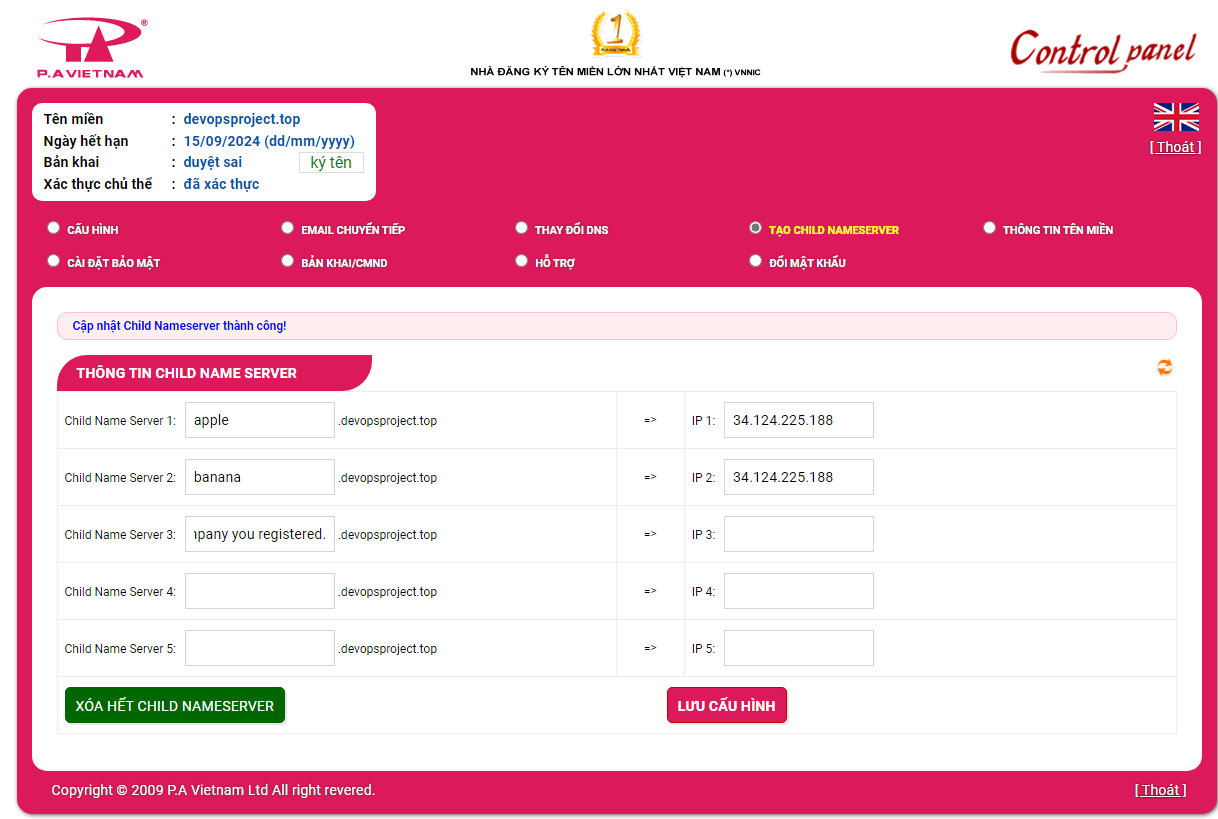 ®
P.A VIETNAM
1
P.A VIETNAM
NHÀ ĐĂNG KÝ TÊN MIỀN LỚN NHẤT VIỆT NAM (*) VNNIC
Control panel
Tên miền : devopsproject.top
Ngày hết hạn : 15/09/2024 (dd/mm/yyyy)
Bản khai : duyệt sai ký tên
Xác thực chủ thể : đã xác thực
[ Thoát ]
CẤU HÌNH EMAIL CHUYỂN TIẾP THAY ĐỔI DNS TẠO CHILD NAMESERVER THÔNG TIN TÊN MIỀN
CÀI ĐẶT BẢO MẬT BẢN KHAI/CMND HỖ TRỢ ĐỔI MẬT KHẨU
Cập nhật Child Nameserver thành công!
THÔNG TIN CHILD NAME SERVER
Child Name Server 1: apple .devopsproject.top => IP 1: 34.124.225.188
Child Name Server 2: banana .devopsproject.top => IP 2: 34.124.225.188
Child Name Server 3: mpany you registered. .devopsproject.top => IP 3:
Child Name Server 4: .devopsproject.top => IP 4:
Child Name Server 5: .devopsproject.top => IP 5:
XÓA HẾT CHILD NAMESERVER LƯU CẤU HÌNH
Copyright © 2009 P.A Vietnam Ltd All right revered. [ Thoát ]